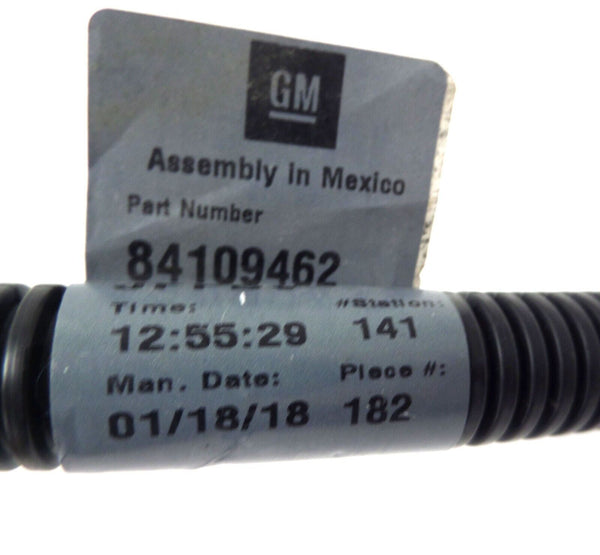 GM
Assembly in Mexico
Part Number
84109462
Time: #Station:
12:55:29 141
Man. Date: Piece #:
01/18/18 182